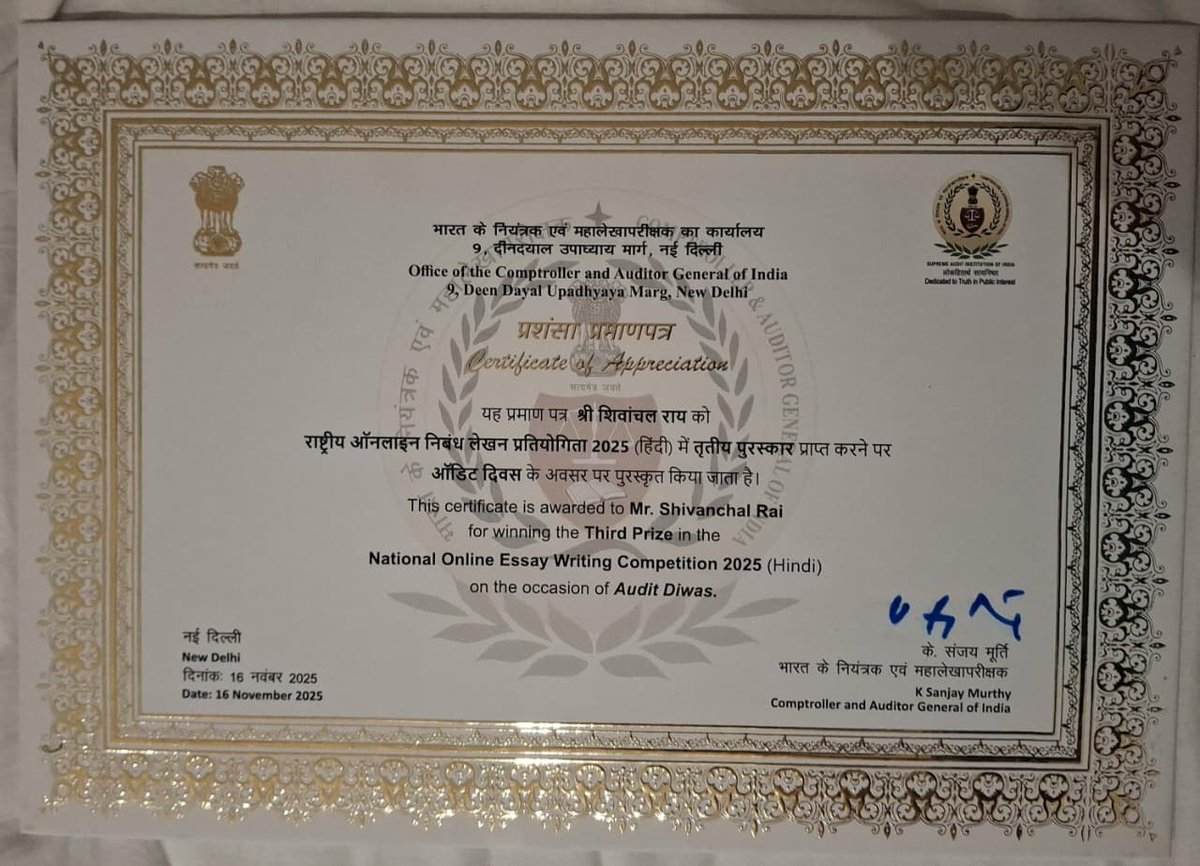 सत्यमेव जयते
SUPREME AUDIT INSTITUTION OF INDIA
लोकहितार्थ सत्यनिष्ठा
Dedicated to Truth in Public Interest
भारत के नियंत्रक एवं महालेखापरीक्षक का कार्यालय
9, दीनदयाल उपाध्याय मार्ग, नई दिल्ली
Office of the Comptroller and Auditor General of India
9, Deen Dayal Upadhyaya Marg, New Delhi
प्रशंसा प्रमाणपत्र
Certificate of Appreciation
सत्यमेव जयते
यह प्रमाण पत्र श्री शिवांचल राय को
राष्ट्रीय ऑनलाइन निबंध लेखन प्रतियोगिता 2025 (हिंदी) में तृतीय पुरस्कार प्राप्त करने पर
ऑडिट दिवस के अवसर पर पुरस्कृत किया जाता है।
This certificate is awarded to Mr. Shivanchal Rai
for winning the Third Prize in the
National Online Essay Writing Competition 2025 (Hindi)
on the occasion of Audit Diwas.
नई दिल्ली
New Delhi
दिनांक: 16 नवंबर 2025
Date: 16 November 2025
के. संजय मूर्ति
भारत के नियंत्रक एवं महालेखापरीक्षक
K Sanjay Murthy
Comptroller and Auditor General of India